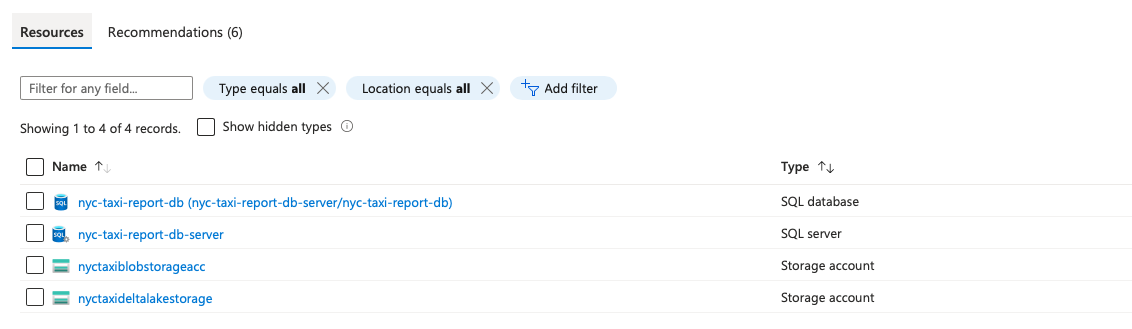 Resources Recommendations (6)
Filter for any field... Type equals all Location equals all Add filter
Showing 1 to 4 of 4 records. Show hidden types
Name Type
nyc-taxi-report-db (nyc-taxi-report-db-server/nyc-taxi-report-db) SQL database
nyc-taxi-report-db-server SQL server
nyctaxiblobstorageacc Storage account
nyctaxideltalakestorage Storage account